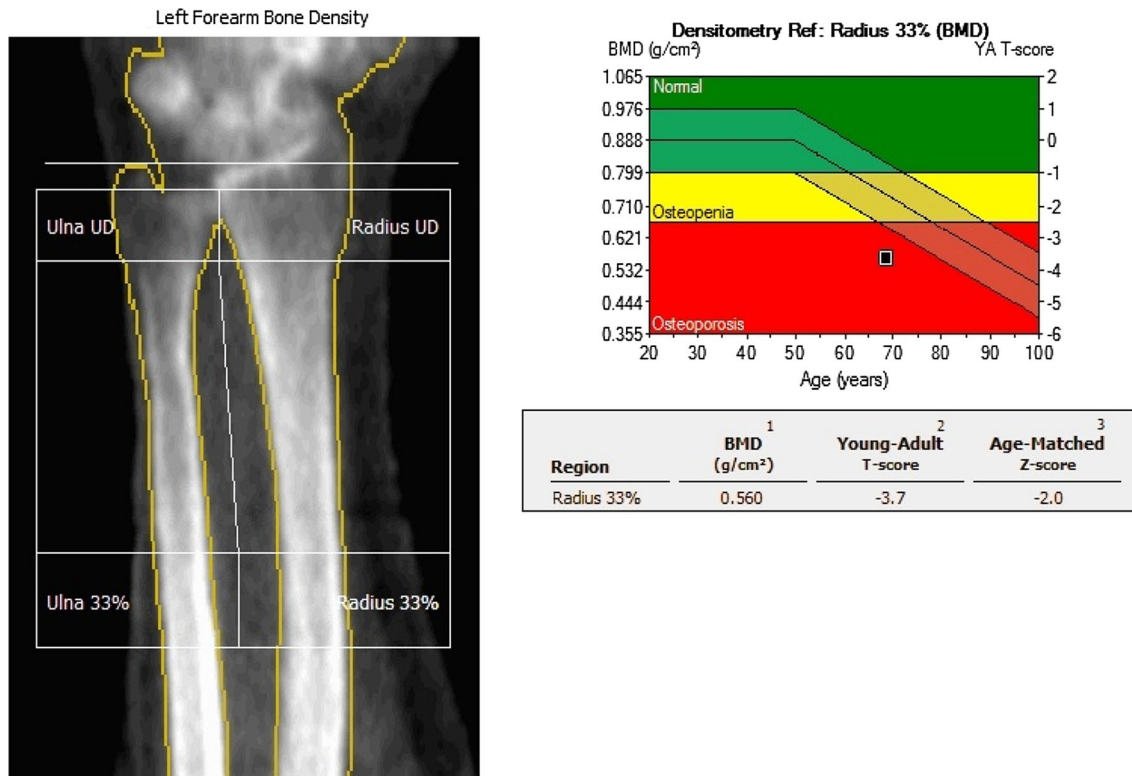 Left Forearm Bone Density
Ulna UD
Radius UD
Ulna 33%
Radius 33%
Densitometry Ref: Radius 33% (BMD)
BMD (g/cm²)
YA T-score
1.065
0.976
0.888
0.799
0.710
0.621
0.532
0.444
0.355
Normal
Osteopenia
Osteoporosis
2
1
0
-1
-2
-3
-4
-5
-6
20 30 40 50 60 70 80 90 100
Age (years)
1 2 3
BMD Young-Adult Age-Matched
Region (g/cm²) T-score Z-score
Radius 33% 0.560 -3.7 -2.0